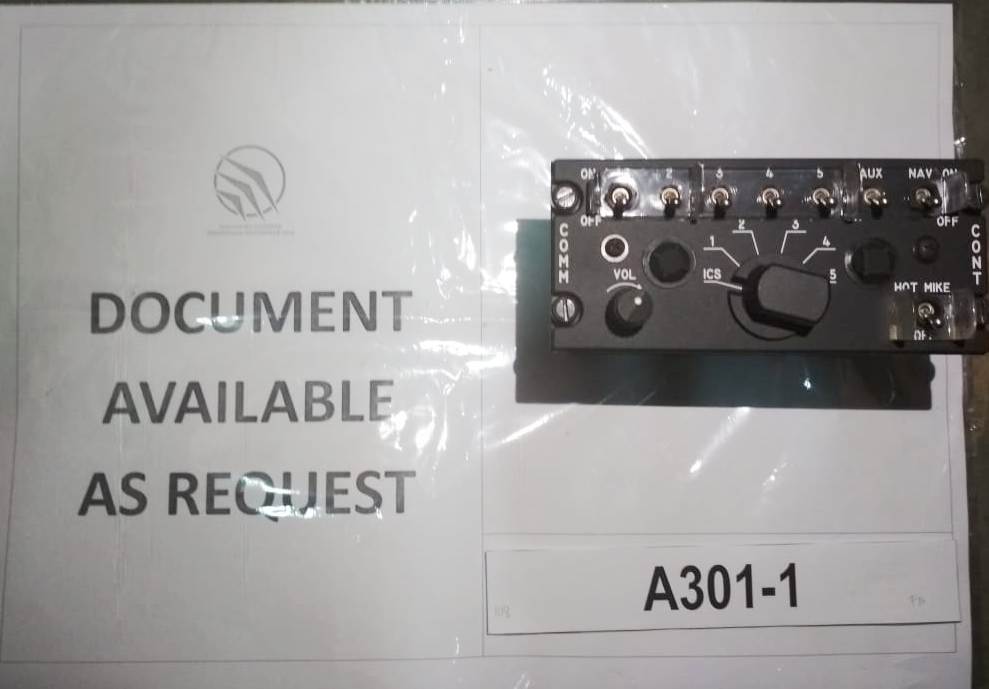 DOCUMENT
AVAILABLE
AS REQUEST
ON 2 3 4 5 AUX NAV ON
OFF OFF
COMM
CONT
1 2 3 4 5
ICS
VOL
HOT MIKE
A301-1